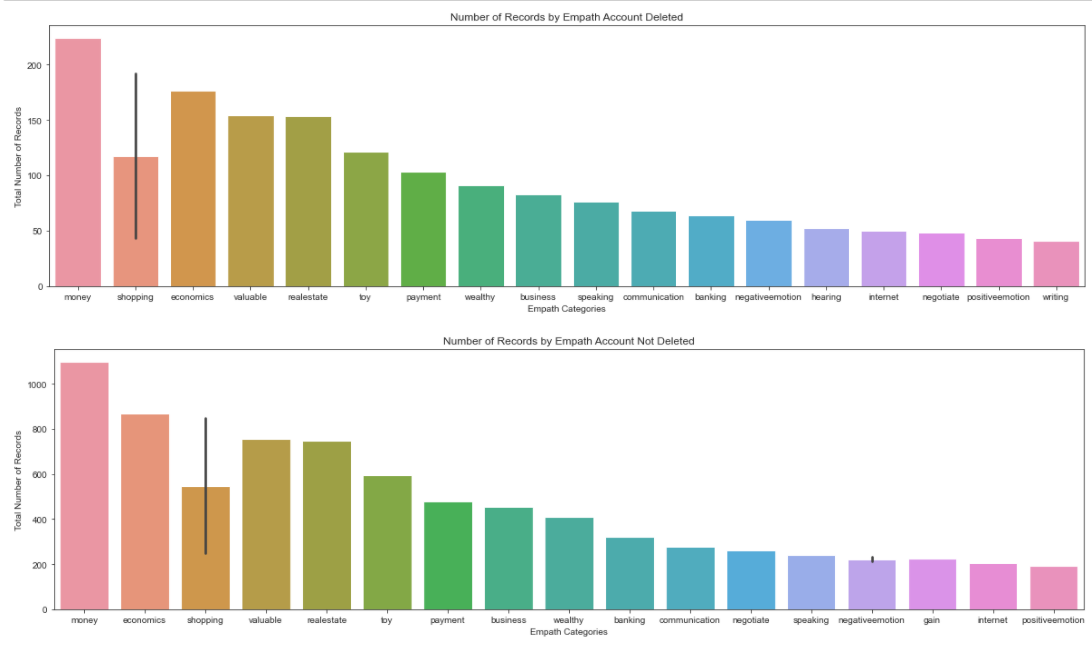 Number of Records by Empath Account Deleted
Total Number of Records
200
150
100
50
0
money shopping economics valuable realestate toy payment wealthy business speaking communication banking negativeemotion hearing internet negotiate positiveemotion writing
Empath Categories
Number of Records by Empath Account Not Deleted
Total Number of Records
1000
800
600
400
200
0
money economics shopping valuable realestate toy payment business wealthy banking communication negotiate speaking negativeemotion gain internet positiveemotion
Empath Categories